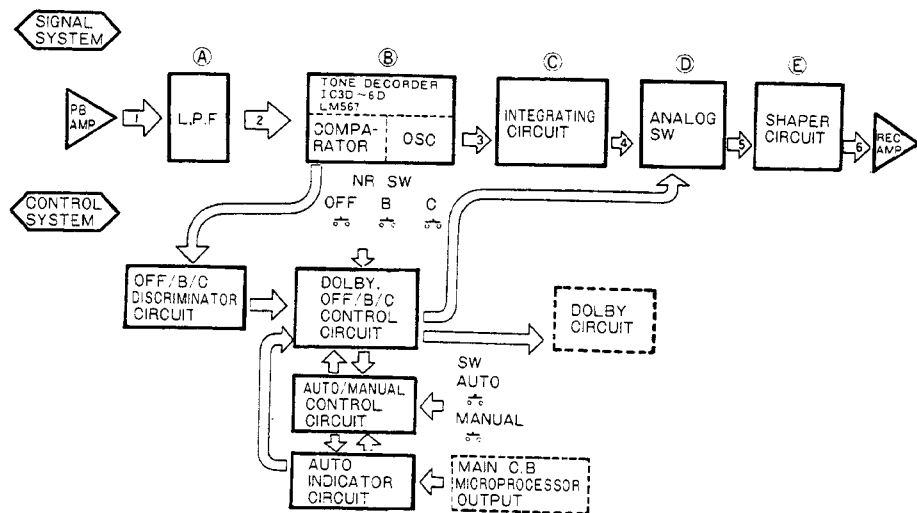 SIGNAL
SYSTEM
A
B
C
D
E
PB
AMP
1
L.P.F
2
TONE DECORDER
IC3D~6D
LM567
COMPA-
RATOR
OSC
3
INTEGRATING
CIRCUIT
4
ANALOG
SW
5
SHAPER
CIRCUIT
6
REC
AMP
CONTROL
SYSTEM
NR SW
OFF B C
OFF/B/C
DISCRIMINATOR
CIRCUIT
DOLBY,
OFF/B/C
CONTROL
CIRCUIT
DOLBY
CIRCUIT
AUTO/MANUAL
CONTROL
CIRCUIT
SW
AUTO
MANUAL
AUTO
INDICATOR
CIRCUIT
MAIN C.B
MICROPROCESSOR
OUTPUT